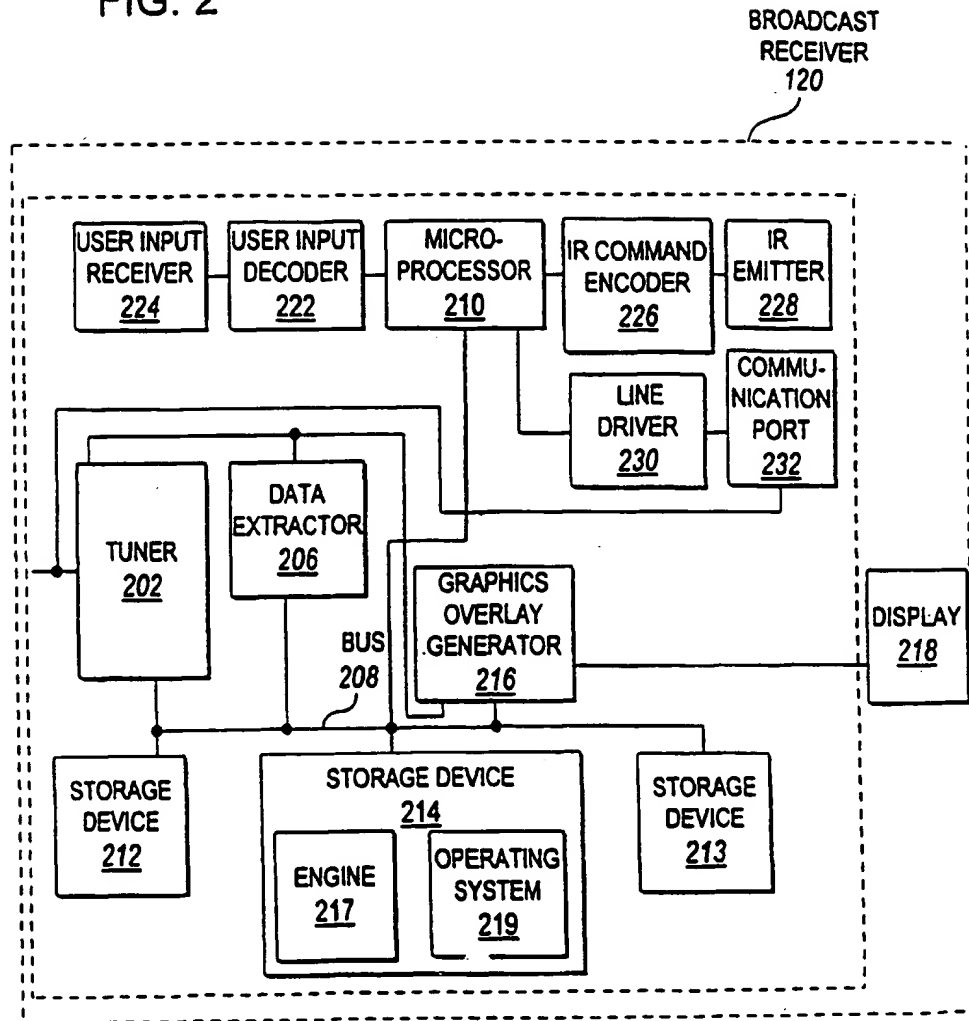 FIG. 2
BROADCAST
RECEIVER
120
USER INPUT
RECEIVER
224
USER INPUT
DECODER
222
MICRO-
PROCESSOR
210
IR COMMAND
ENCODER
226
IR
EMITTER
228
LINE
DRIVER
230
COMMU-
NICATION
PORT
232
TUNER
202
DATA
EXTRACTOR
206
GRAPHICS
OVERLAY
GENERATOR
216
DISPLAY
218
BUS
208
STORAGE
DEVICE
212
STORAGE DEVICE
214
ENGINE
217
OPERATING
SYSTEM
219
STORAGE
DEVICE
213